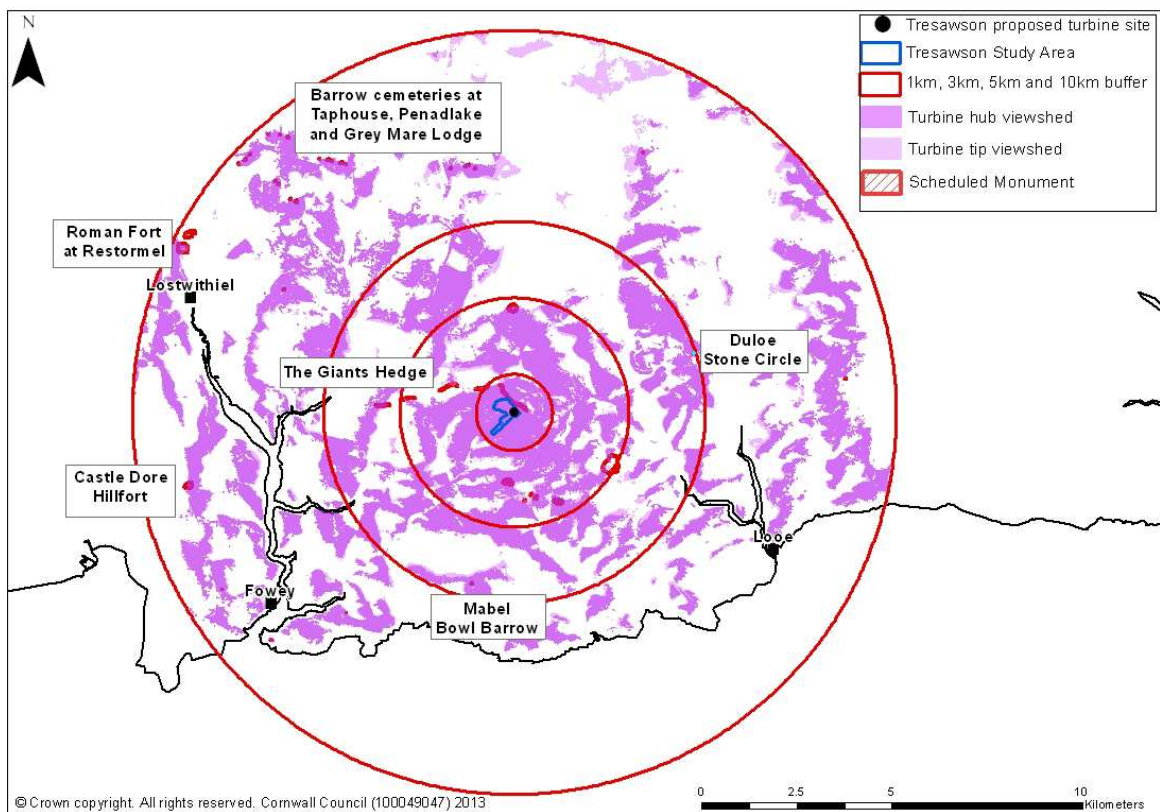 N
Tresawson proposed turbine site
Tresawson Study Area
1km, 3km, 5km and 10km buffer
Turbine hub viewshed
Turbine tip viewshed
Scheduled Monument
Barrow cemeteries at
Taphouse, Penadlake
and Grey Mare Lodge
Roman Fort
at Restormel
Lostwithiel
The Giants Hedge
Duloe
Stone Circle
Castle Dore
Hillfort
Looe
Fowey
Mabel
Bowl Barrow
© Crown copyright. All rights reserved. Cornwall Council (100049047) 2013
0 2.5 5 10
Kilometers